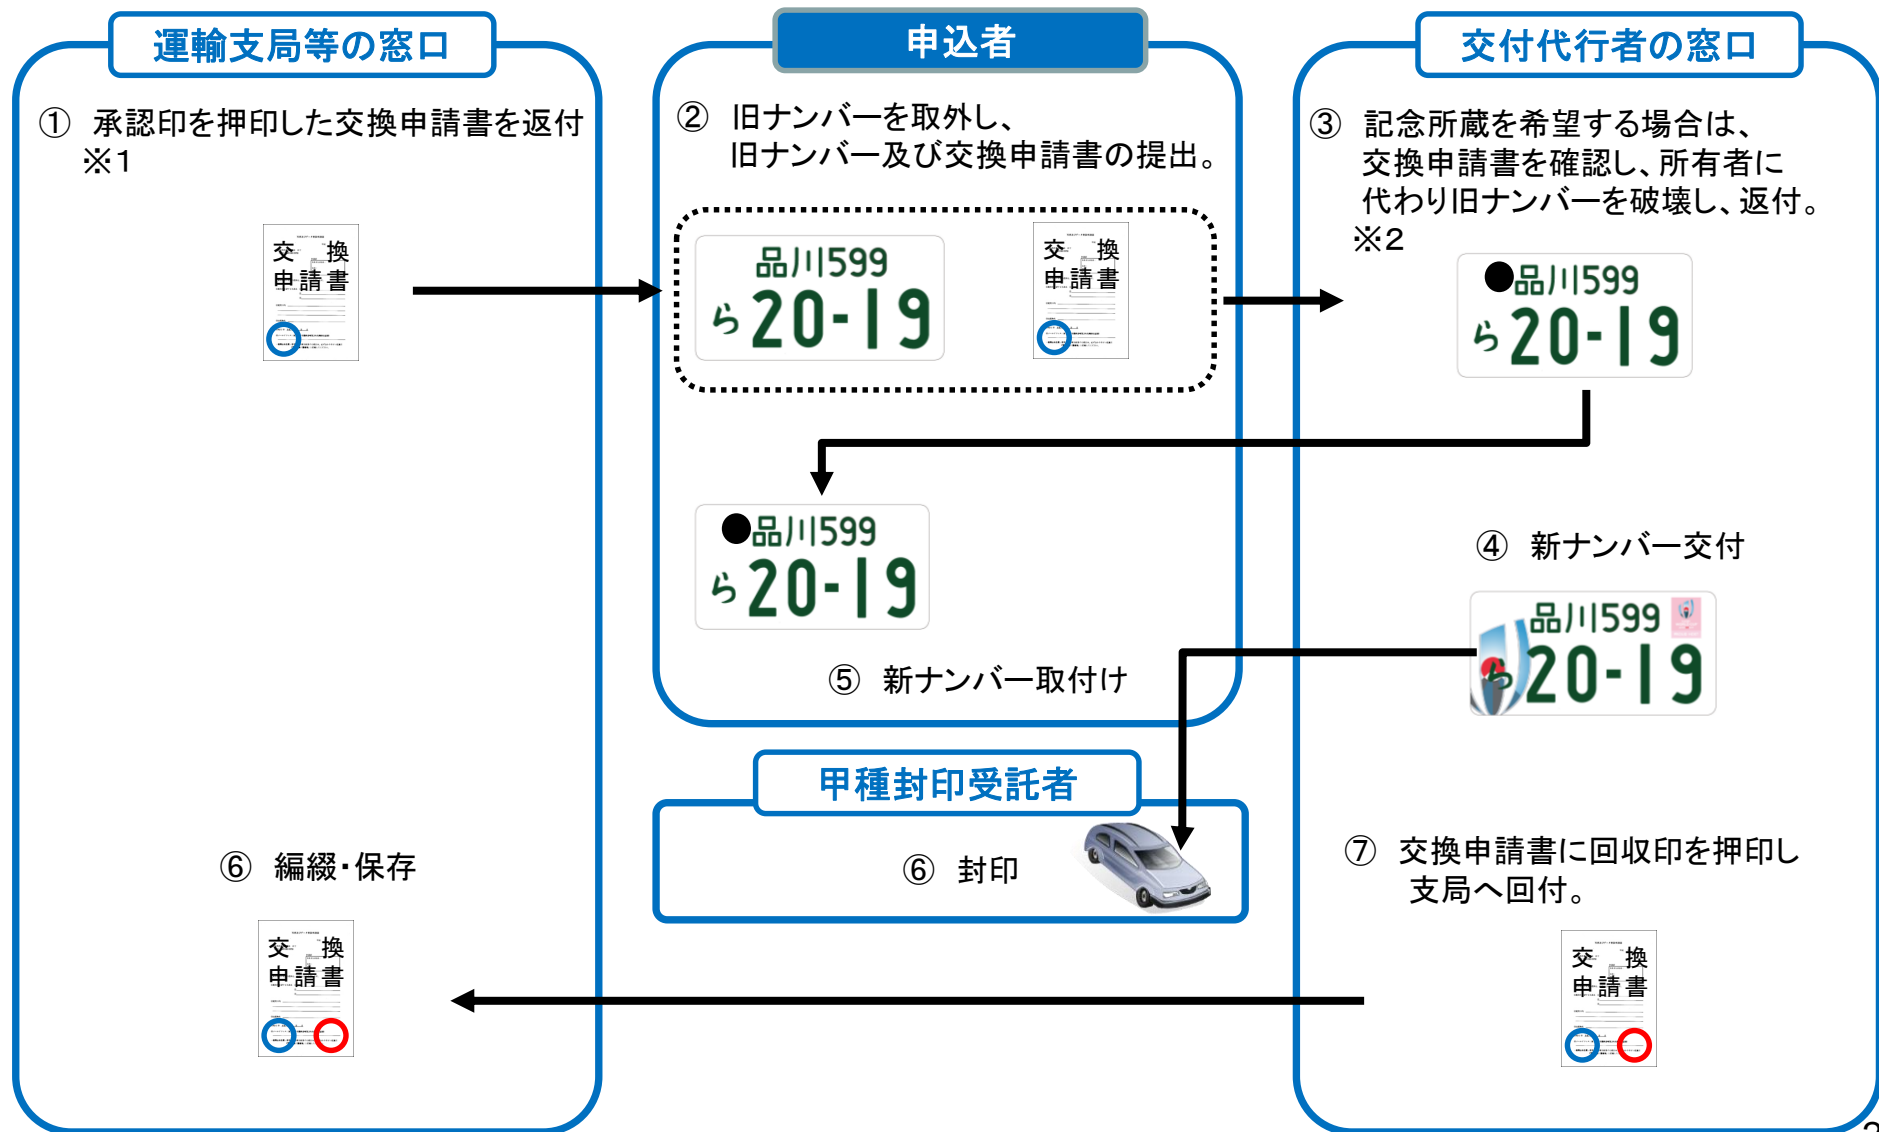 運輸支局等の窓口
① 承認印を押印した交換申請書を返付
※1
交 換
申請書
申込者
② 旧ナンバーを取外し、
旧ナンバー及び交換申請書の提出。
品川599
ら 20-19
交 換
申請書
●品川599
ら 20-19
⑤ 新ナンバー取付け
交付代行者の窓口
③ 記念所蔵を希望する場合は、
交換申請書を確認し、所有者に
代わり旧ナンバーを破壊し、返付。
※2
●品川599
ら 20-19
④ 新ナンバー交付
品川599
ら 20-19
甲種封印受託者
⑥ 封印
⑦ 交換申請書に回収印を押印し
支局へ回付。
交 換
申請書
⑥ 編綴・保存
交 換
申請書